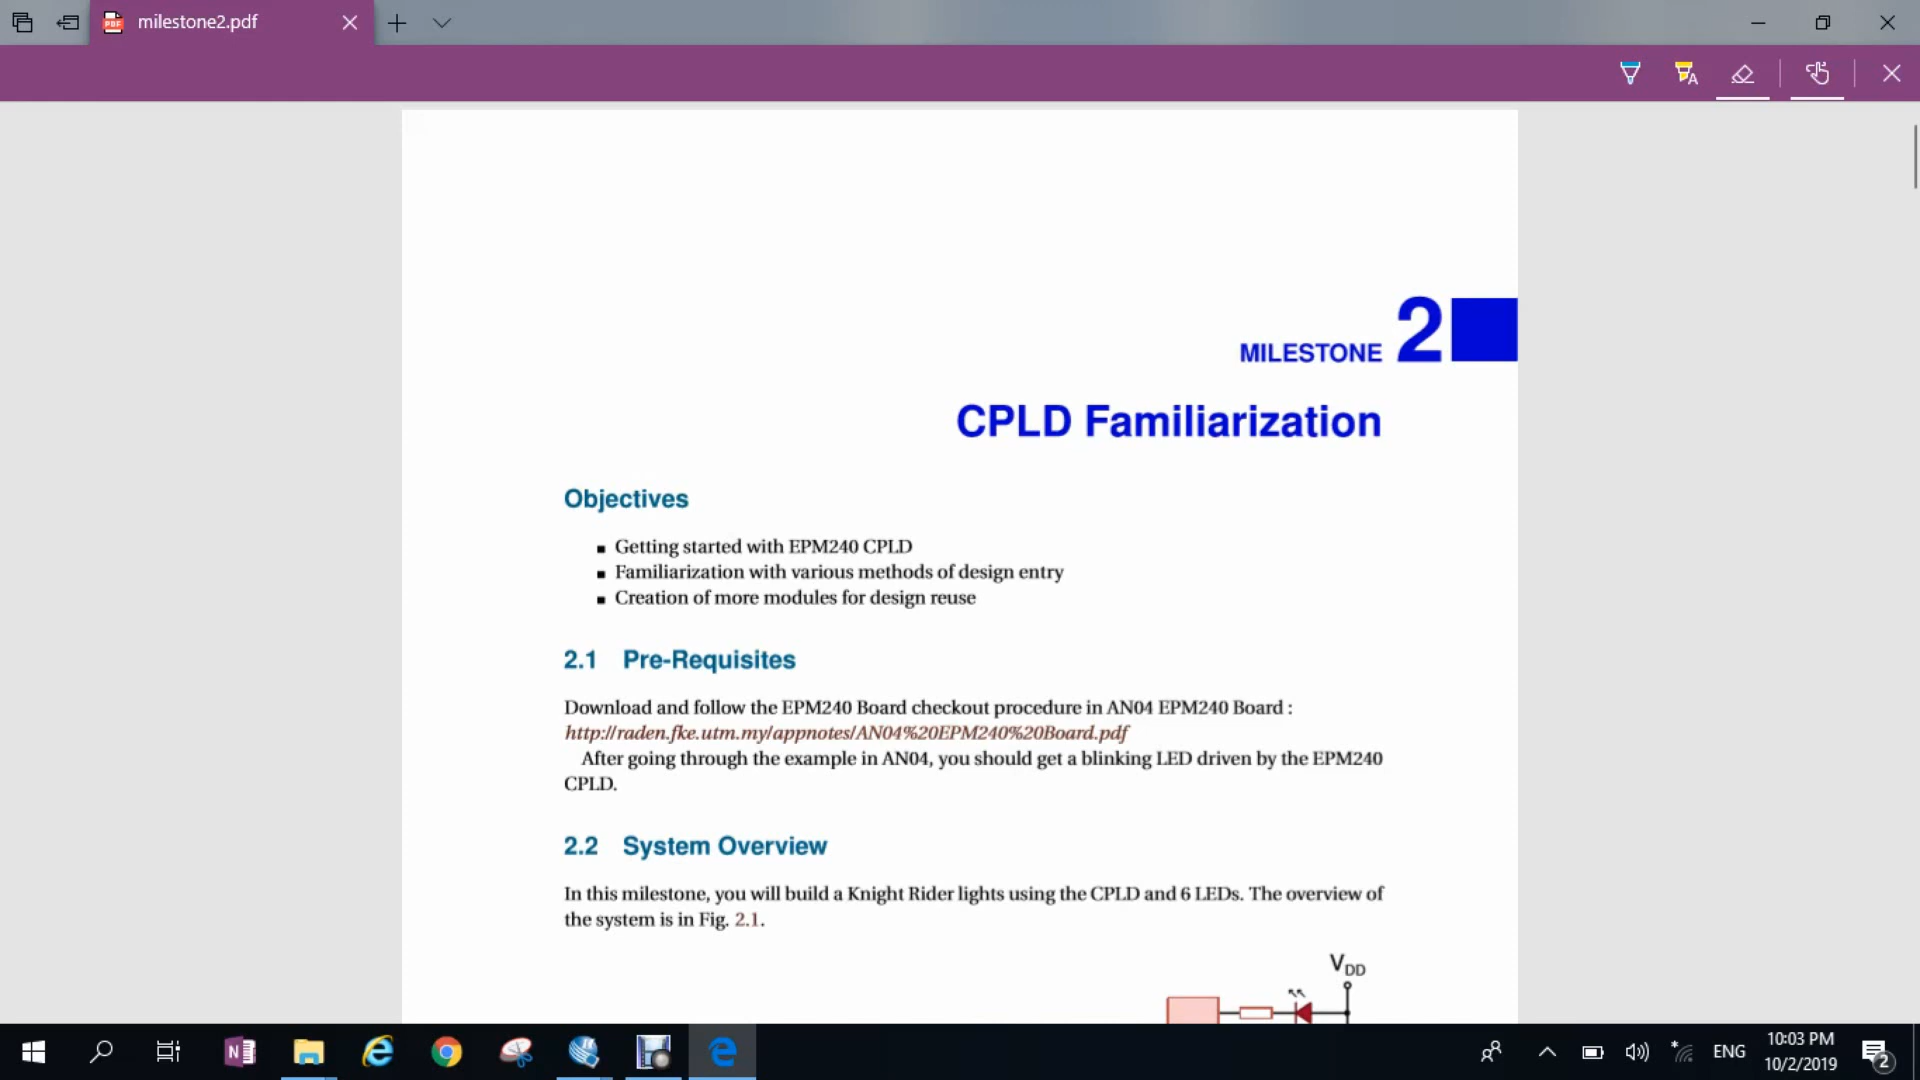 milestone2.pdf
MILESTONE 2
CPLD Familiarization
Objectives
Getting started with EPM240 CPLD
Familiarization with various methods of design entry
Creation of more modules for design reuse
2.1 Pre-Requisites
Download and follow the EPM240 Board checkout procedure in AN04 EPM240 Board :
http://raden.fke.utm.my/appnotes/AN04%20EPM240%20Board.pdf
After going through the example in AN04, you should get a blinking LED driven by the EPM240
CPLD.
2.2 System Overview
In this milestone, you will build a Knight Rider lights using the CPLD and 6 LEDs. The overview of
the system is in Fig. 2.1.
VDD
ENG
10:03 PM
10/2/2019
2